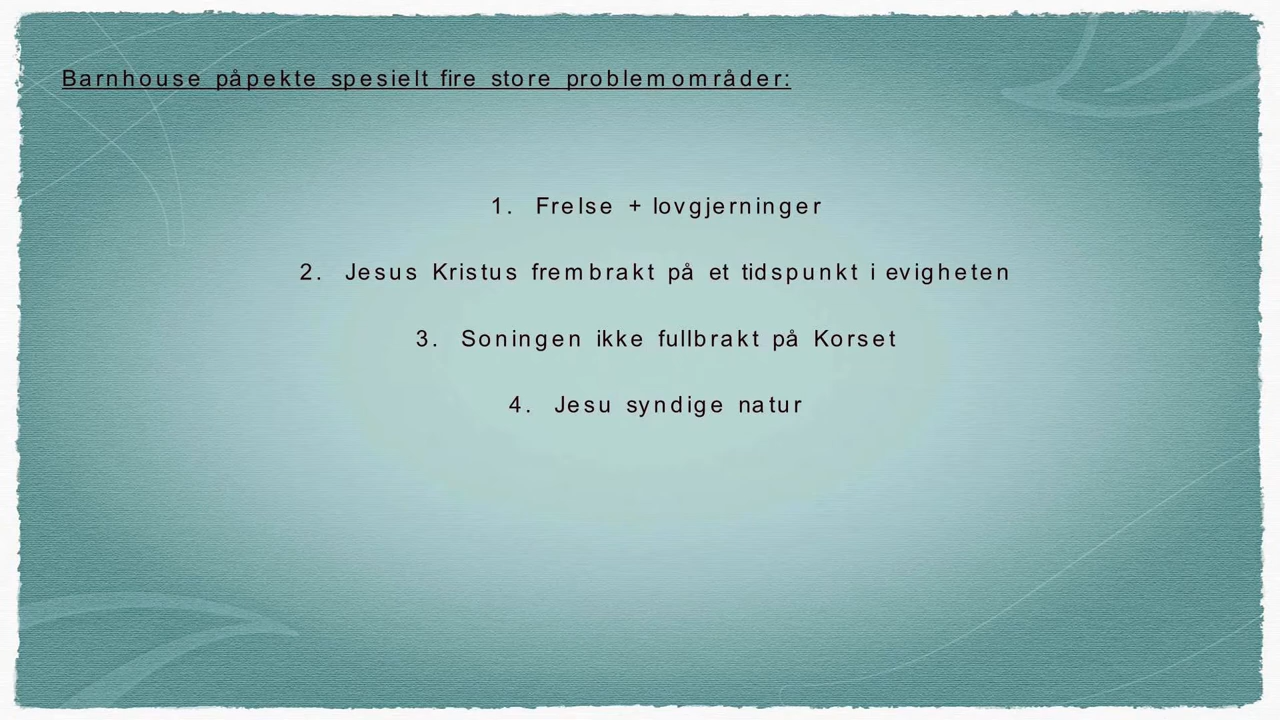 Barnhouse påpekte spesielt fire store problemområder:
1. Frelse + lovgjerninger
2. Jesus Kristus frembrakt på et tidspunkt i evigheten
3. Soningen ikke fullbrakt på Korset
4. Jesu syndige natur